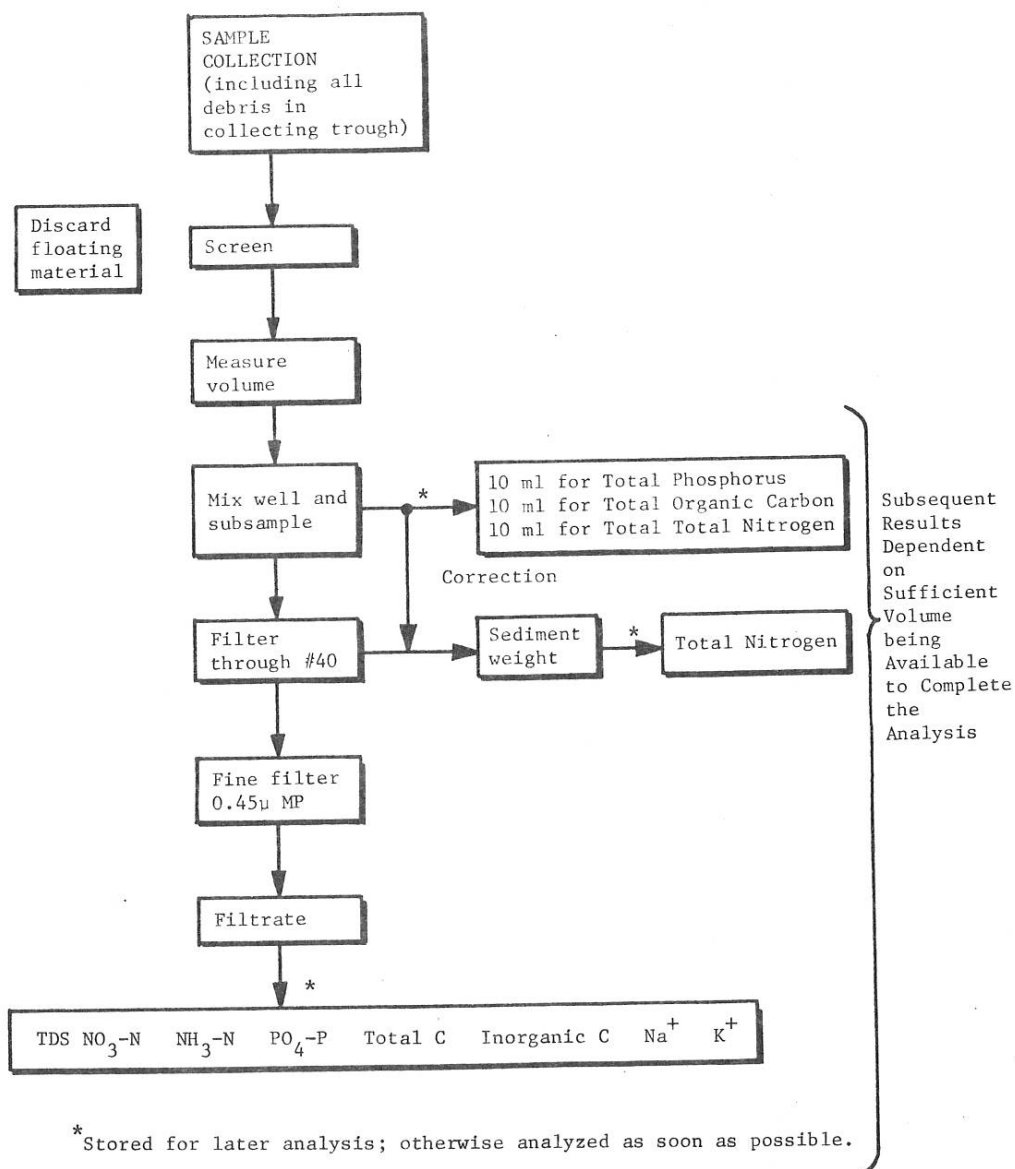 SAMPLE
COLLECTION
(including all
debris in
collecting trough)
Discard
floating
material
Screen
Measure
volume
Mix well and
subsample
*
10 ml for Total Phosphorus
10 ml for Total Organic Carbon
10 ml for Total Total Nitrogen
Correction
Filter
through #40
Sediment
weight
*
Total Nitrogen
Subsequent
Results
Dependent
on
Sufficient
Volume
being
Available
to Complete
the
Analysis
Fine filter
0.45μ MP
Filtrate
*
TDS NO₃-N NH₃-N PO₄-P Total C Inorganic C Na⁺ K⁺
*Stored for later analysis; otherwise analyzed as soon as possible.